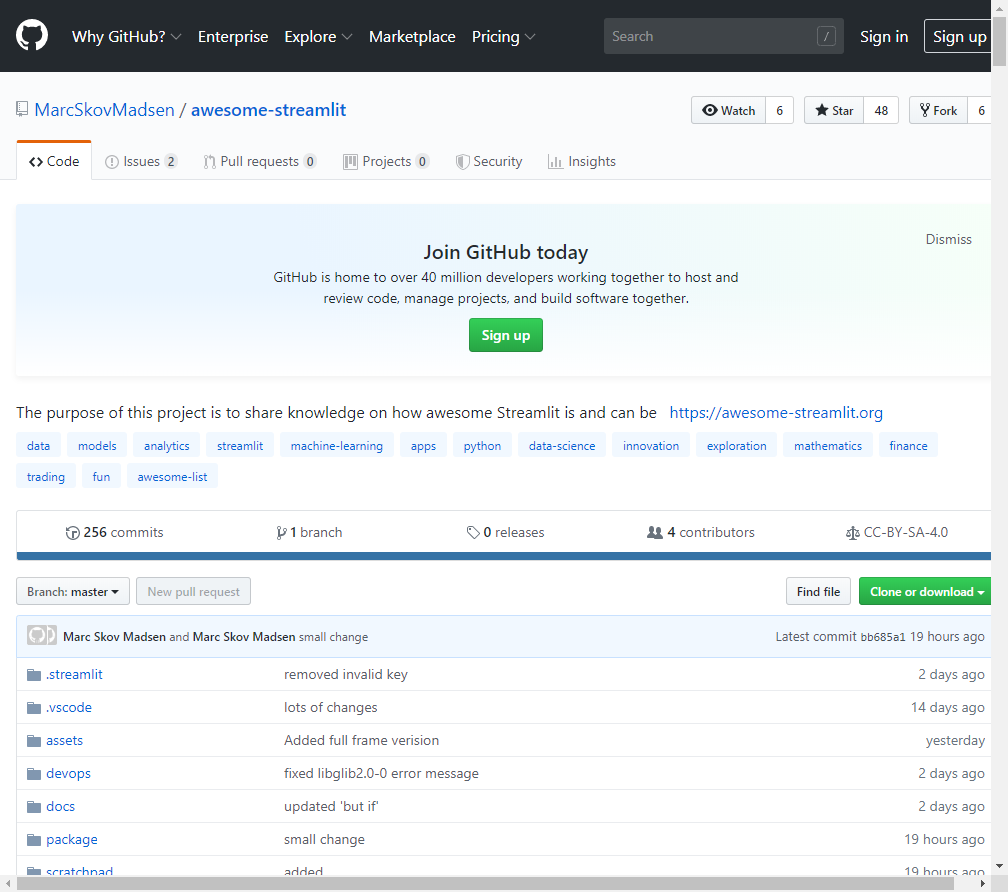 Why GitHub? Enterprise Explore Marketplace Pricing Search / Sign in Sign up
MarcSkovMadsen / awesome-streamlit Watch 6 Star 48 Fork 6
Code Issues 2 Pull requests 0 Projects 0 Security Insights
Dismiss
Join GitHub today
GitHub is home to over 40 million developers working together to host and
review code, manage projects, and build software together.
Sign up
The purpose of this project is to share knowledge on how awesome Streamlit is and can be https://awesome-streamlit.org
data models analytics streamlit machine-learning apps python data-science innovation exploration mathematics finance
trading fun awesome-list
256 commits 1 branch 0 releases 4 contributors CC-BY-SA-4.0
Branch: master New pull request Find file Clone or download
Marc Skov Madsen and Marc Skov Madsen small change Latest commit bb685a1 19 hours ago
.streamlit removed invalid key 2 days ago
.vscode lots of changes 14 days ago
assets Added full frame verision yesterday
devops fixed libglib2.0-0 error message 2 days ago
docs updated 'but if' 2 days ago
package small change 19 hours ago
scratchpad added 19 hours ago